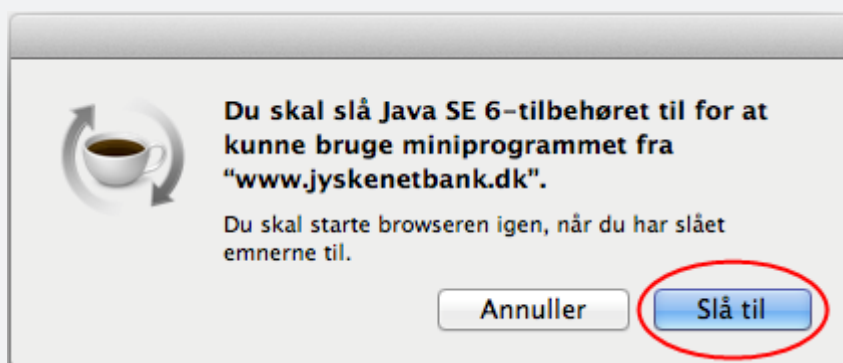 Du skal slå Java SE 6-tilbehøret til for at
kunne bruge miniprogrammet fra
“www.jyskenetbank.dk”.
Du skal starte browseren igen, når du har slået
emnerne til.
Annuller
Slå til